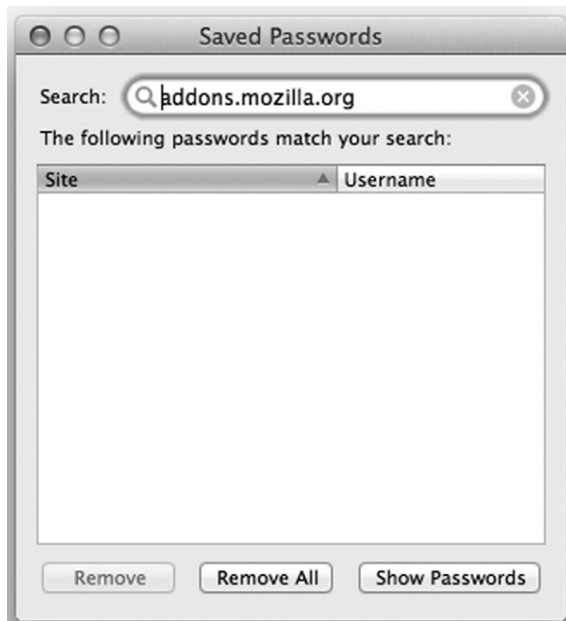 Saved Passwords
Search: addons.mozilla.org
The following passwords match your search:
Site Username
Remove Remove All Show Passwords